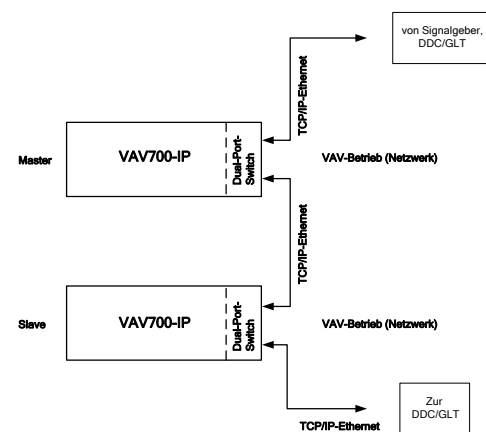 von Signalgeber,
DDC/GLT
TCP/IP-Ethernet
Master
VAV700-IP
Dual-Port-
Switch
VAV-Betrieb (Netzwerk)
TCP/IP-Ethernet
Slave
VAV700-IP
Dual-Port-
Switch
VAV-Betrieb (Netzwerk)
Zur
DDC/GLT
TCP/IP-Ethernet